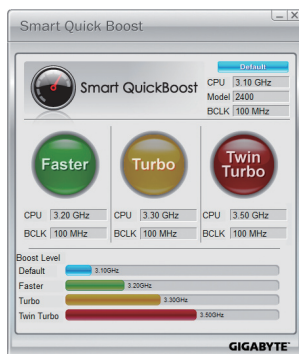 Smart Quick Boost
Default
Smart QuickBoost
CPU 3.10 GHz
Model 2400
BCLK 100 MHz
Faster
Turbo
Twin Turbo
CPU 3.20 GHz
CPU 3.30 GHz
CPU 3.50 GHz
BCLK 100 MHz
BCLK 100 MHz
BCLK 100 MHz
Boost Level
Default 3.10GHz
Faster 3.20GHz
Turbo 3.30GHz
Twin Turbo 3.50GHz
GIGABYTE